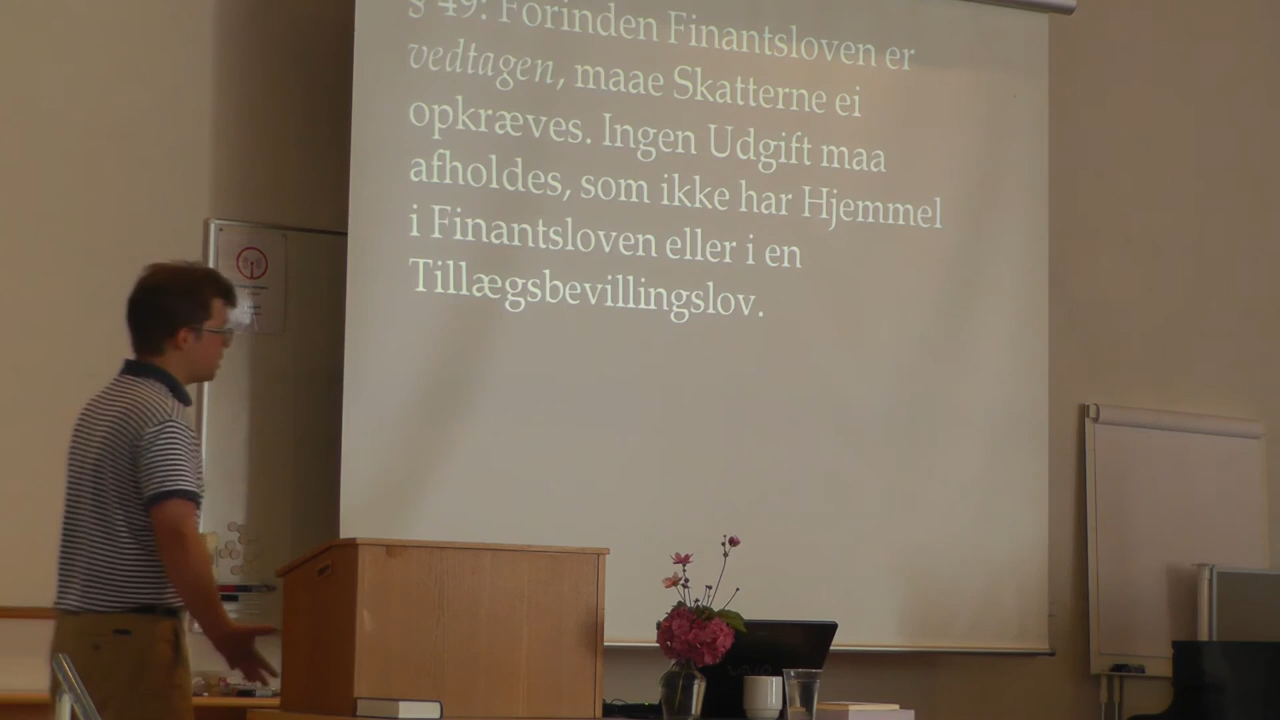 § 49: Forinden Finantsloven er
vedtagen, maae Skatterne ei
opkræves. Ingen Udgift maa
afholdes, som ikke har Hjemmel
i Finantsloven eller i en
Tillægsbevillingslov.